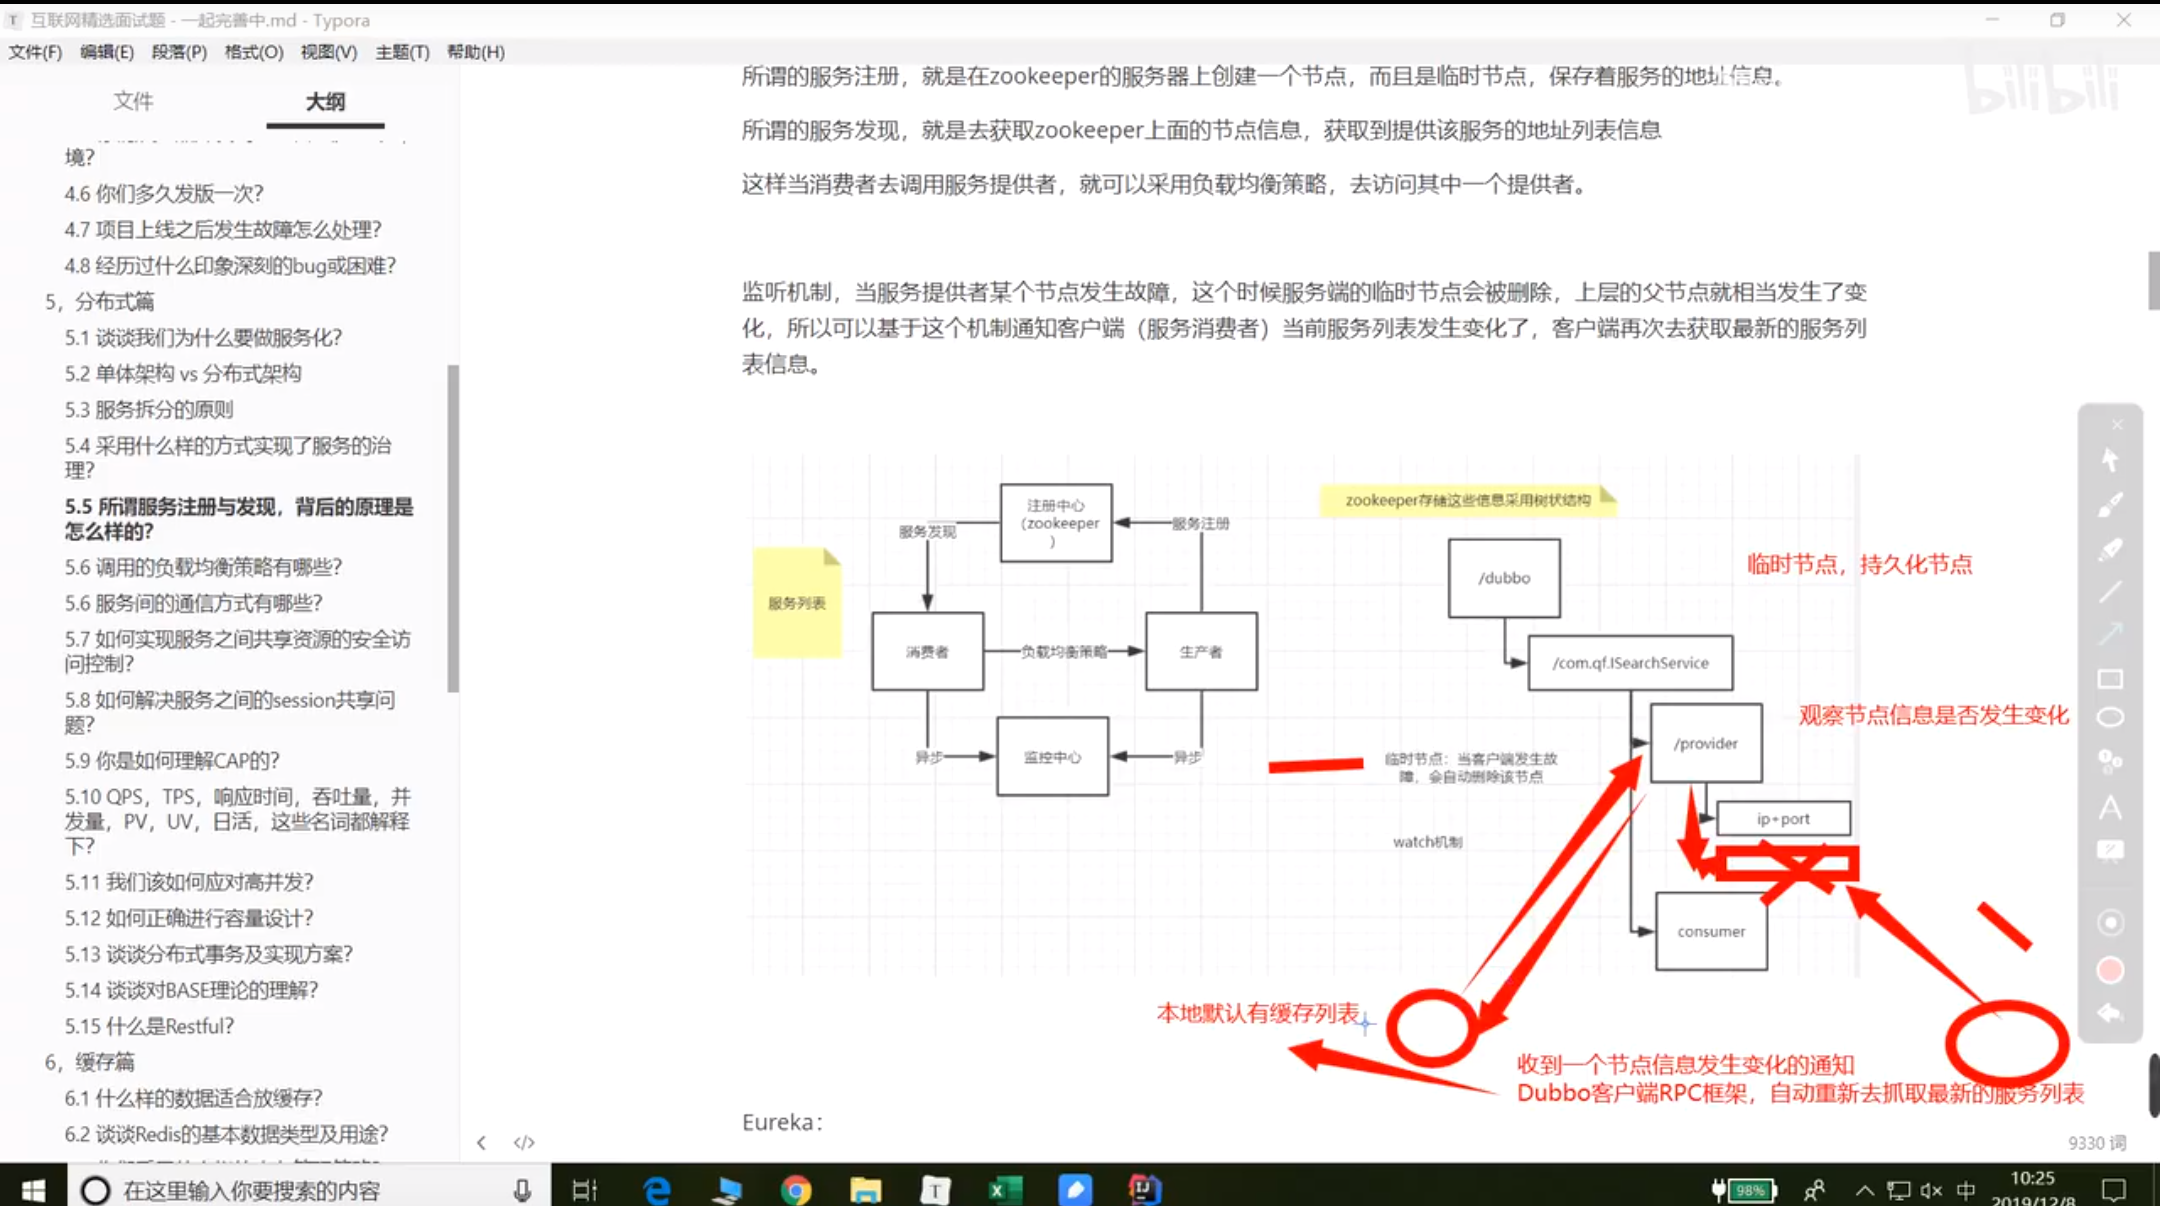 互联网精选面试题 - 一起完善中.md - Typora
文件(F) 编辑(E) 段落(P) 格式(O) 视图(V) 主题(T) 帮助(H)
文件 大纲
境?
4.6 你们多久发版一次?
4.7 项目上线之后发生故障怎么处理?
4.8 经历过什么印象深刻的bug或困难?
5，分布式篇
5.1 谈谈我们为什么要做服务化?
5.2 单体架构 vs 分布式架构
5.3 服务拆分的原则
5.4 采用什么样的方式实现了服务的治
理?
5.5 所谓服务注册与发现，背后的原理是
怎么样的?
5.6 调用的负载均衡策略有哪些?
5.6 服务间的通信方式有哪些?
5.7 如何实现服务之间共享资源的安全访
问控制?
5.8 如何解决服务之间的session共享问
题?
5.9 你是如何理解CAP的?
5.10 QPS，TPS，响应时间，吞吐量，并
发量，PV，UV，日活，这些名词都解释
下?
5.11 我们该如何应对高并发?
5.12 如何正确进行容量设计?
5.13 谈谈分布式事务及实现方案?
5.14 谈谈对BASE理论的理解?
5.15 什么是Restful?
6，缓存篇
6.1 什么样的数据适合放缓存?
6.2 谈谈Redis的基本数据类型及用途?
所谓的服务注册，就是在zookeeper的服务器上创建一个节点，而且是临时节点，保存着服务的地址信息。
所谓的服务发现，就是去获取zookeeper上面的节点信息，获取到提供该服务的地址列表信息
这样当消费者去调用服务提供者，就可以采用负载均衡策略，去访问其中一个提供者。
监听机制，当服务提供者某个节点发生故障，这个时候服务端的临时节点会被删除，上层的父节点就相当发生了变
化，所以可以基于这个机制通知客户端（服务消费者）当前服务列表发生变化了，客户端再次去获取最新的服务列
表信息。
注册中心
(zookeeper
)
服务发现
服务注册
服务列表
消费者
负载均衡策略
生产者
异步
监控中心
异步
zookeeper存储这些信息采用树状结构
/dubbo
临时节点，持久化节点
/com.qf.ISearchService
观察节点信息是否发生变化
/provider
临时节点：当客户端发生故
障，会自动删除该节点
ip+port
watch机制
consumer
本地默认有缓存列表
收到一个节点信息发生变化的通知
Dubbo客户端RPC框架，自动重新去抓取最新的服务列表
Eureka：
9330 词
bilibili
在这里输入你要搜索的内容
98%
中
10:25
2019/12/8